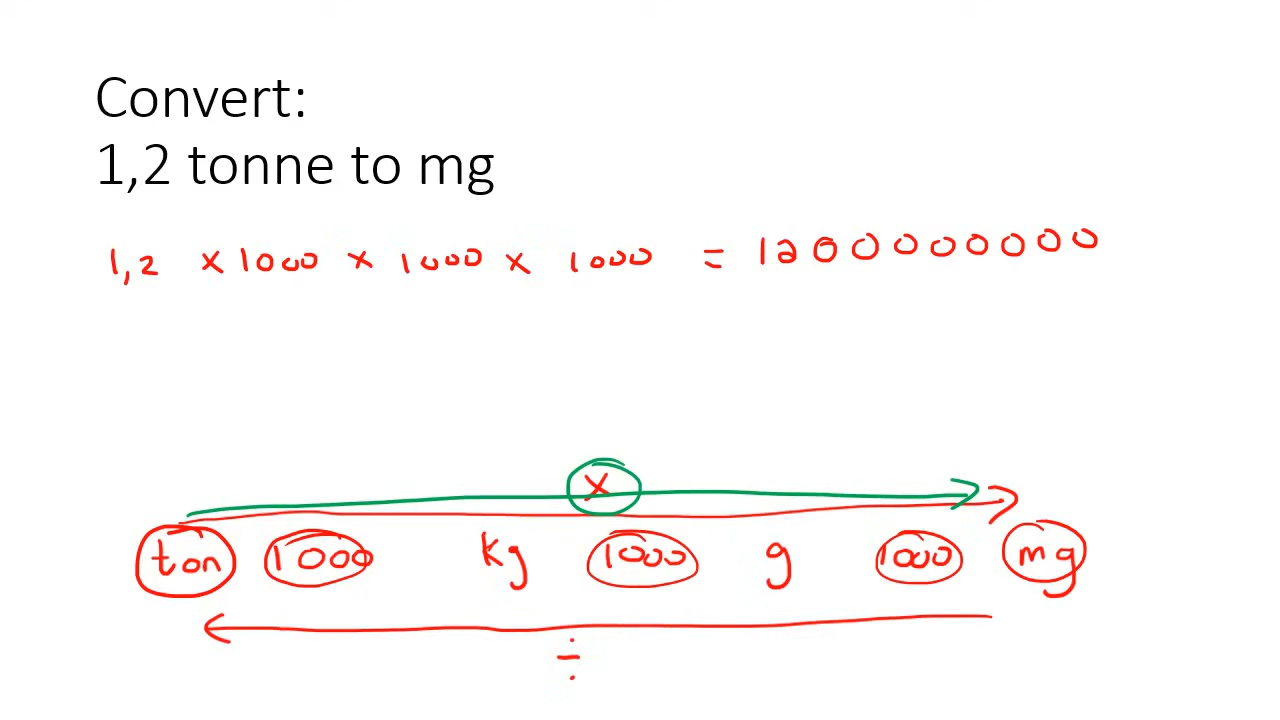 Convert:
1,2 tonne to mg
1,2 × 1000 × 1000 × 1000 = 1200000000
×
ton 1000 kg 1000 g 1000 mg
÷